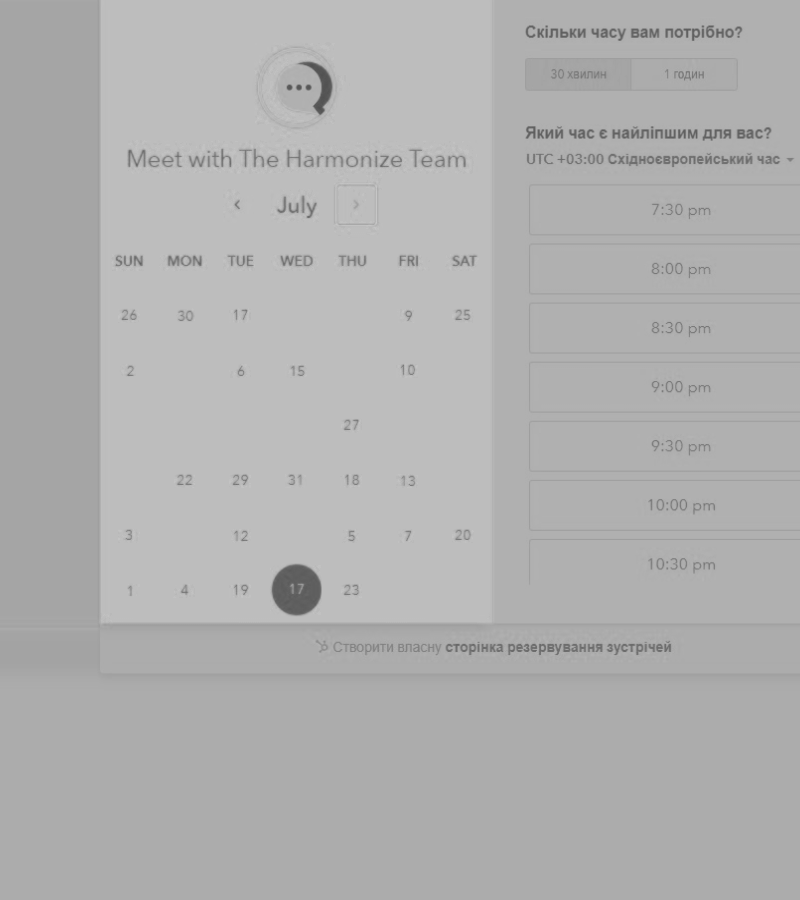 Meet with The Harmonize Team
July
SUN MON TUE WED THU FRI SAT
26 30 17 9 25
2 6 15 10
27
22 29 31 18 13
3 12 5 7 20
1 4 19 17 23
Скільки часу вам потрібно?
30 хвилин 1 годин
Який час є найліпшим для вас?
UTC +03:00 Східноєвропейський час
7:30 pm
8:00 pm
8:30 pm
9:00 pm
9:30 pm
10:00 pm
10:30 pm
Створити власну сторінка резервування зустрічей